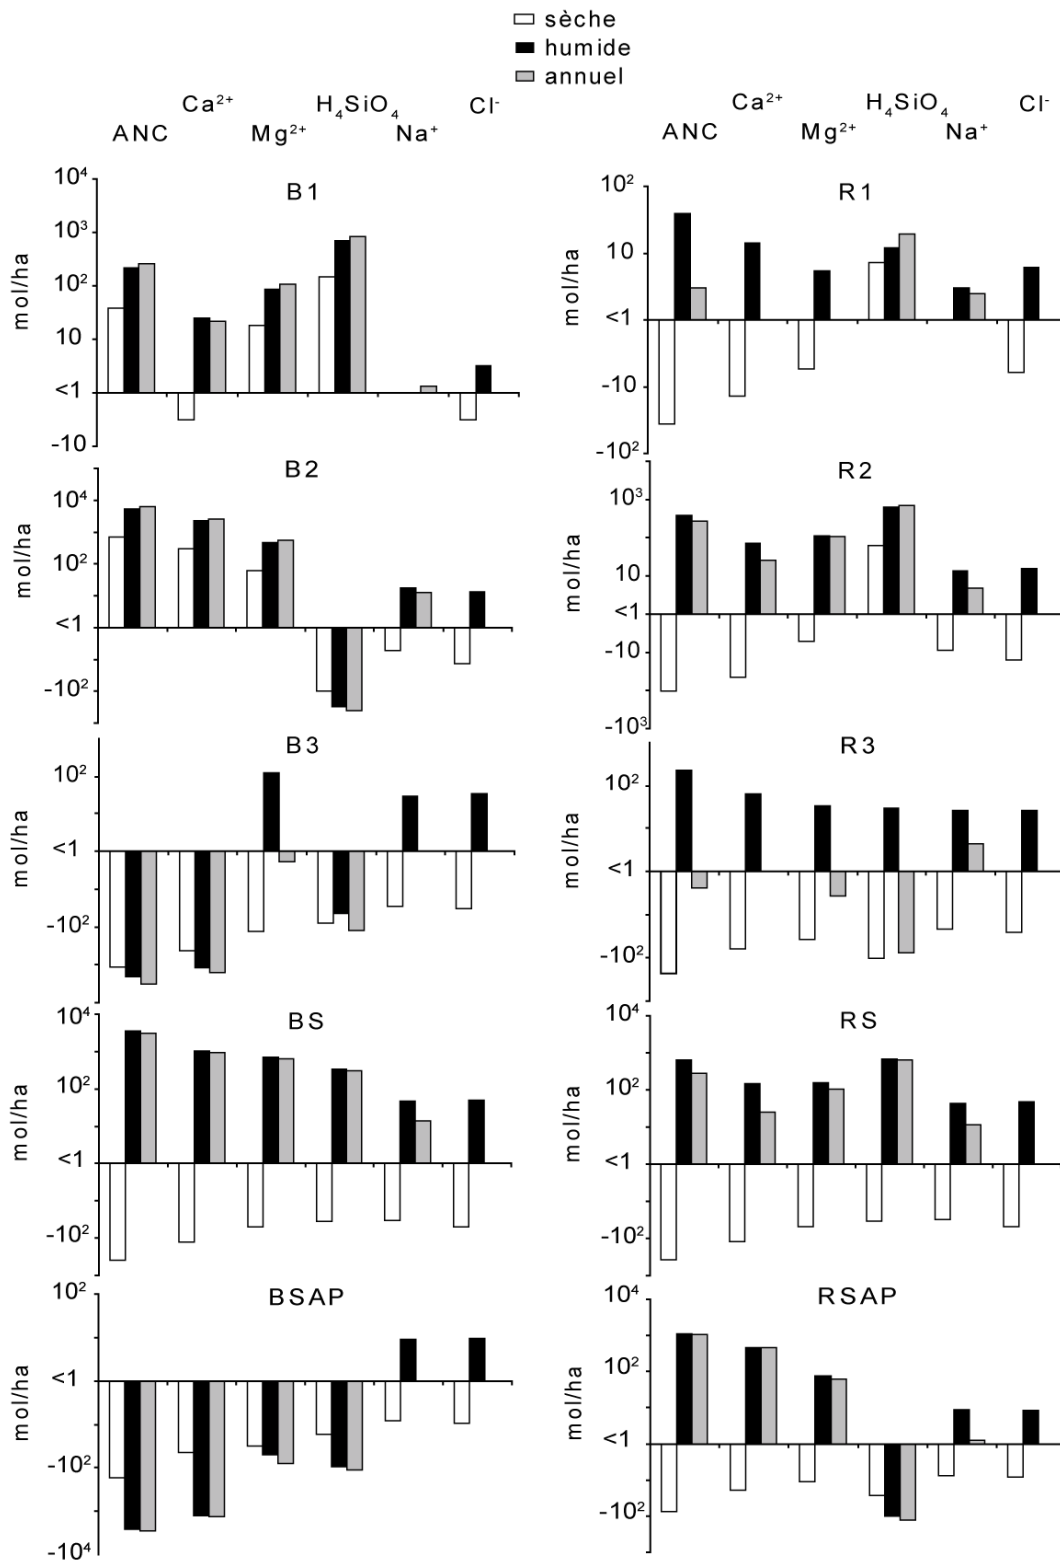 sèche
humide
annuel
Ca²⁺ H₄SiO₄ Cl⁻ Ca²⁺ H₄SiO₄ Cl⁻
ANC Mg²⁺ Na⁺ ANC Mg²⁺ Na⁺
B1
mol/ha
10⁴
10³
10²
10
<1
-10
R1
mol/ha
10²
10
<1
-10
-10²
B2
mol/ha
10⁴
10²
<1
-10²
R2
mol/ha
10³
10
<1
-10
-10³
B3
mol/ha
10²
<1
-10²
R3
mol/ha
10²
<1
-10²
BS
mol/ha
10⁴
10²
<1
-10²
RS
mol/ha
10⁴
10²
<1
-10²
BSAP
mol/ha
10²
<1
-10²
-10⁴
RSAP
mol/ha
10⁴
10²
<1
-10²